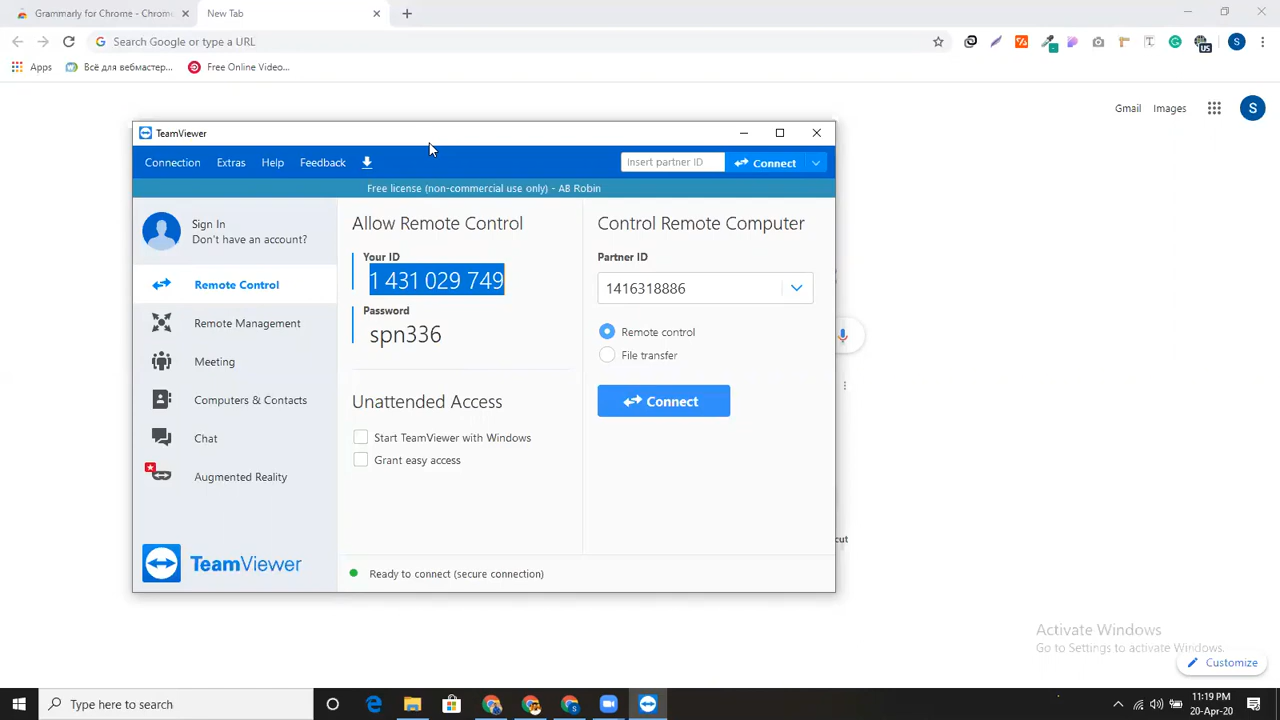 Grammarly for Chrome - Chrom
New Tab
Search Google or type a URL
Apps
Всё для вебмастер...
Free Online Video...
US
S
Gmail
Images
S
TeamViewer
Connection
Extras
Help
Feedback
Insert partner ID
Connect
Free license (non-commercial use only) - AB Robin
Sign In
Don't have an account?
Remote Control
Remote Management
Meeting
Computers & Contacts
Chat
Augmented Reality
TeamViewer
Allow Remote Control
Your ID
1 431 029 749
Password
spn336
Unattended Access
Start TeamViewer with Windows
Grant easy access
Ready to connect (secure connection)
Control Remote Computer
Partner ID
1416318886
Remote control
File transfer
Connect
cut
Activate Windows
Go to Settings to activate Windows.
Customize
Type here to search
11:19 PM
20-Apr-20